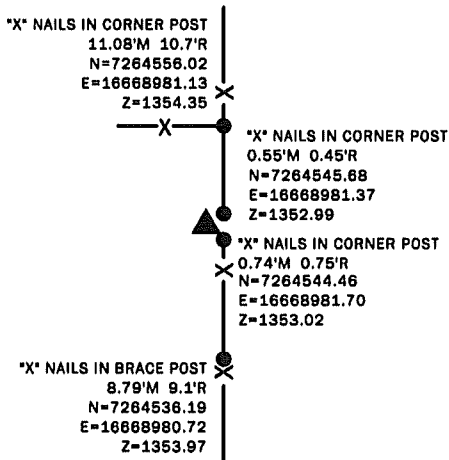 "X" NAILS IN CORNER POST
11.08'M 10.7'R
N=7264556.02
E=16668981.13
Z=1354.35
"X" NAILS IN CORNER POST
0.55'M 0.45'R
N=7264545.68
E=16668981.37
Z=1352.99
"X" NAILS IN CORNER POST
0.74'M 0.75'R
N=7264544.46
E=16668981.70
Z=1353.02
"X" NAILS IN BRACE POST
8.79'M 9.1'R
N=7264536.19
E=16668980.72
Z=1353.97